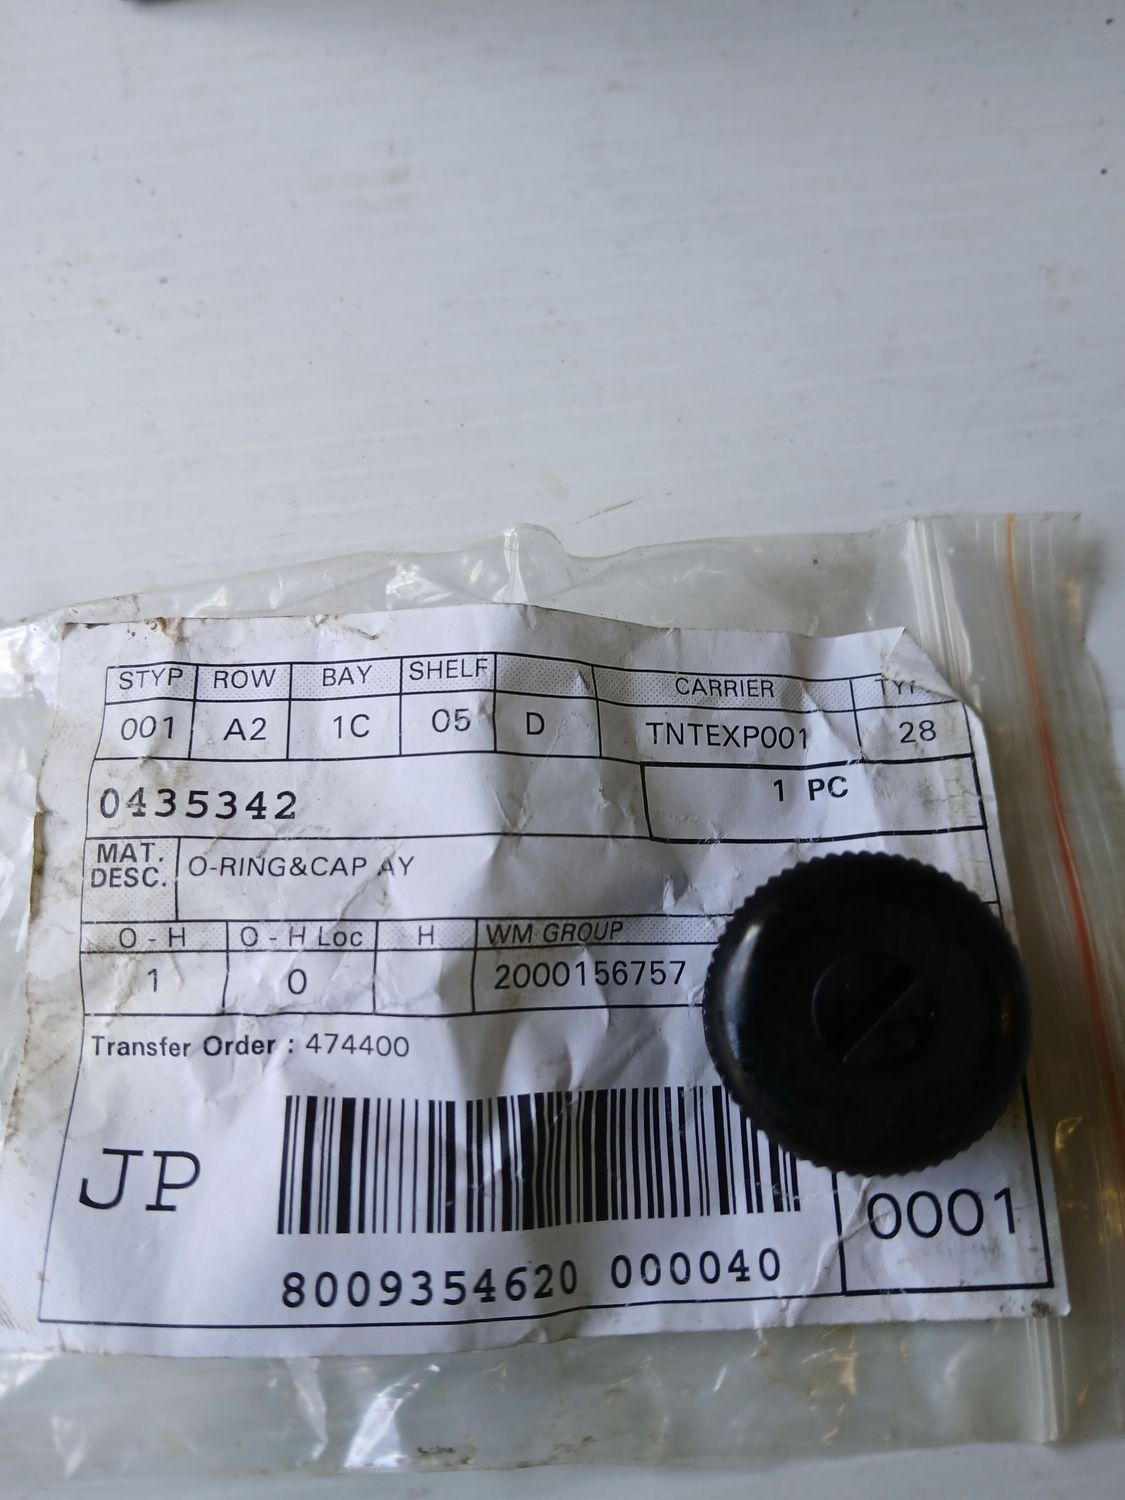 STYP ROW BAY SHELF CARRIER
001 A2 1C 05 D TNTEXP001 28
0435342 1 PC
MAT. DESC. O-RING&CAP AY
O - H O - H Loc H WM GROUP
1 0 2000156757
Transfer Order : 474400
JP
8009354620 000040
0001